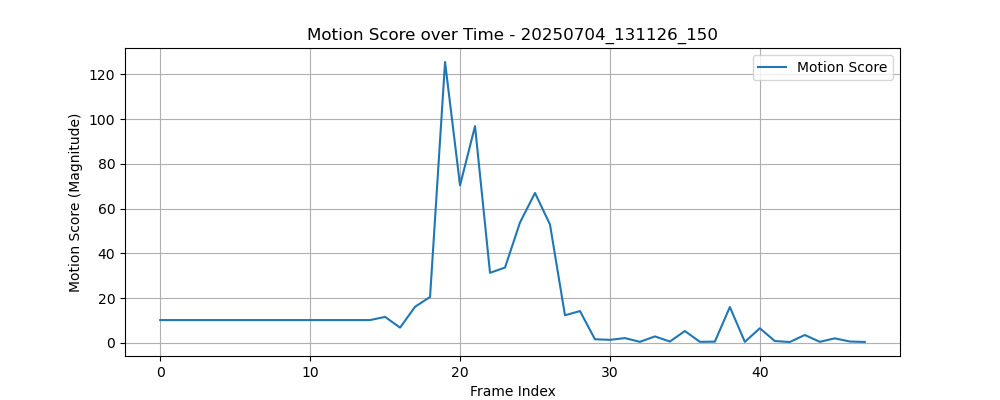 Motion Score over Time - 20250704_131126_150
Motion Score
Motion Score (Magnitude)
120
100
80
60
40
20
0
0 10 20 30 40
Frame Index